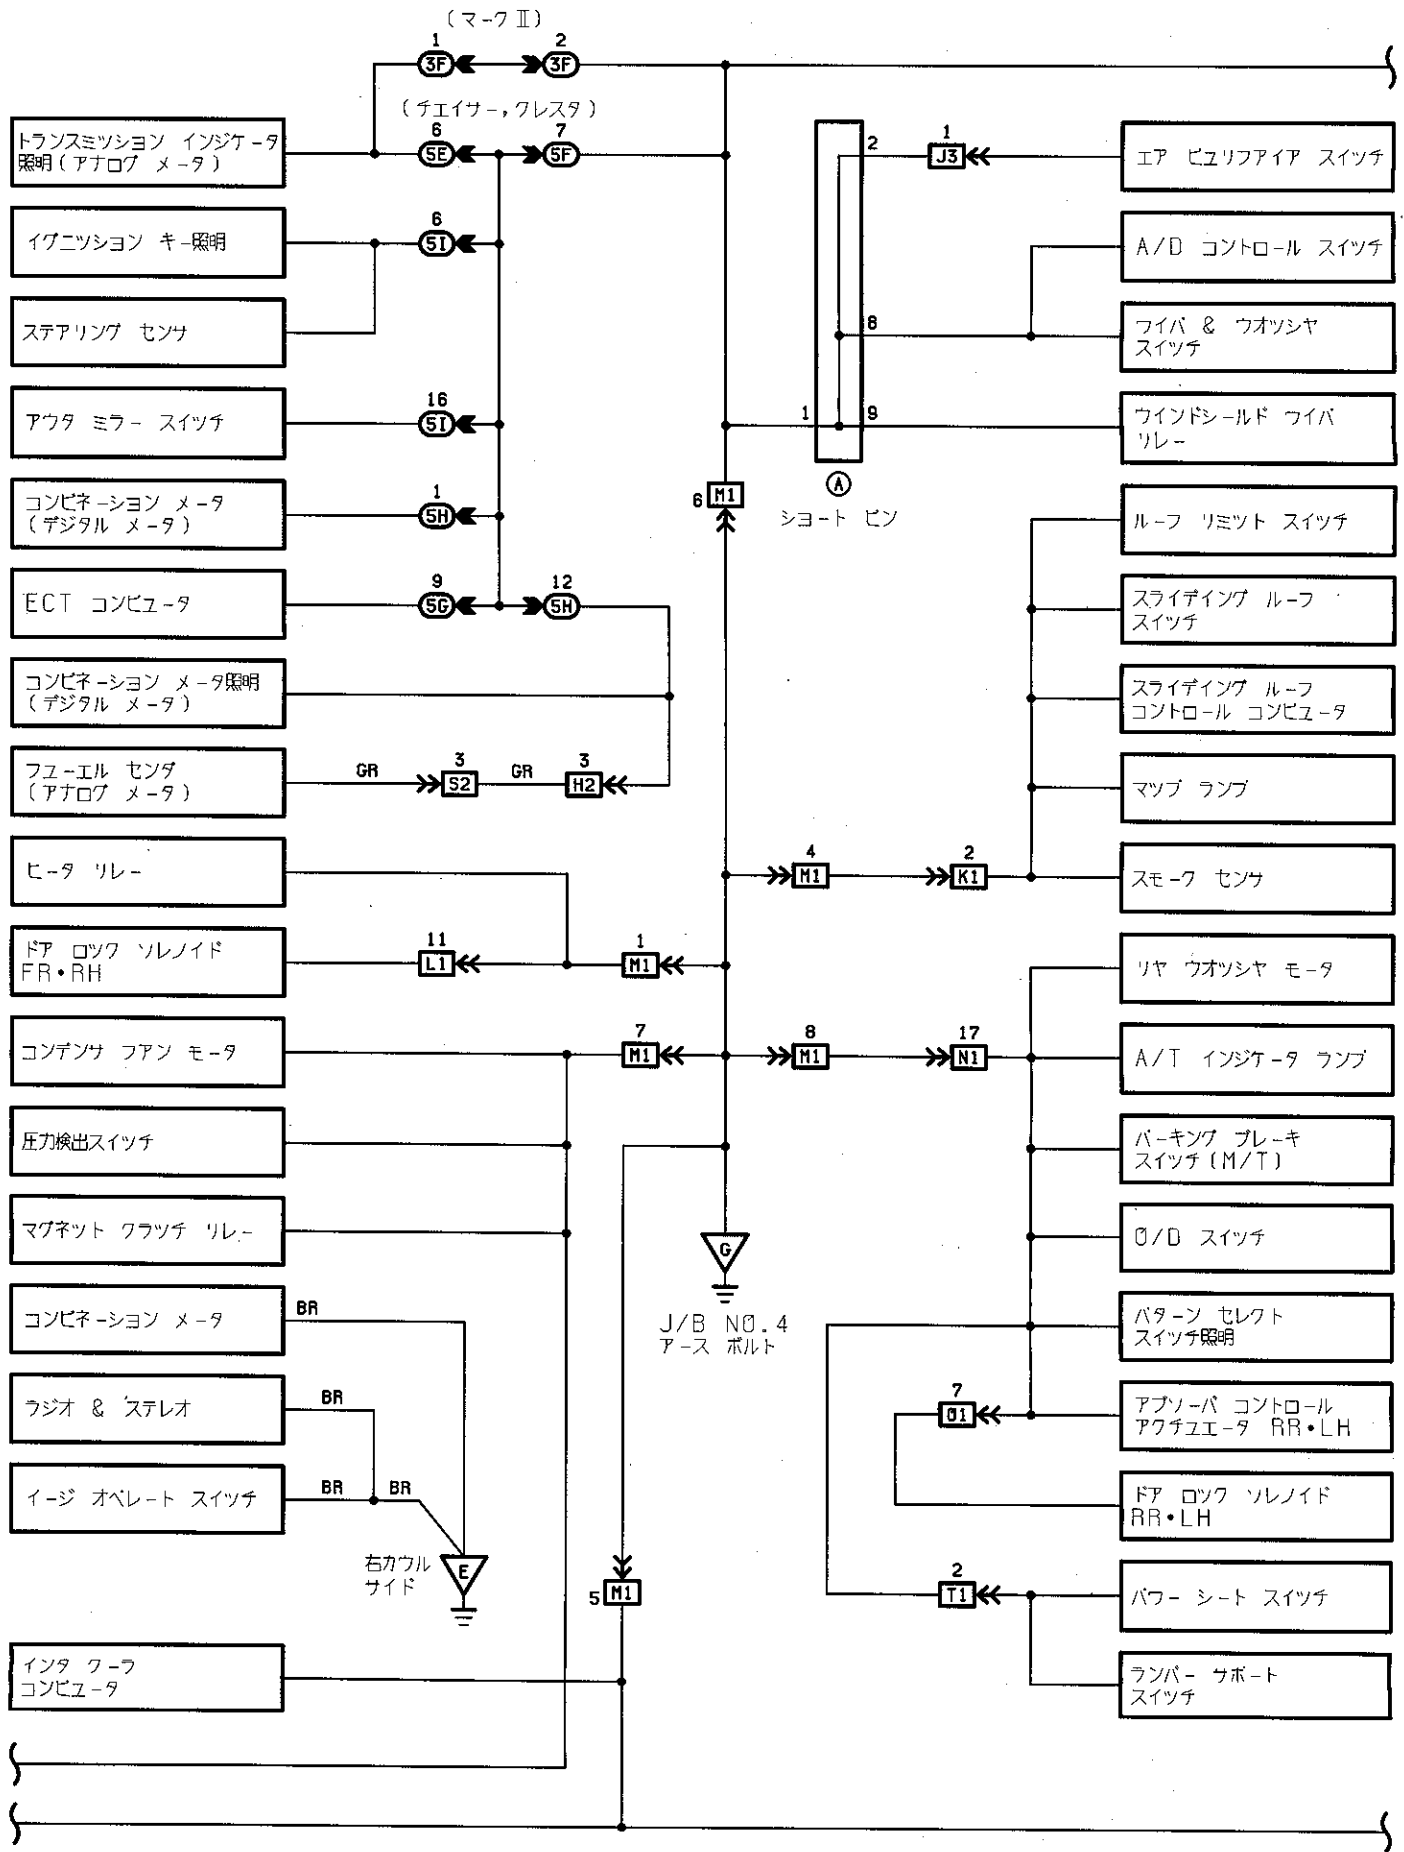 (マークⅡ)
1
2
3F
3F
(チエイサー,クレスタ)
トランスミッション インジケータ
照明(アナログ メータ)
6
7
5E
5F
イグニッション キー照明
6
5I
ステアリング センサ
アウタ ミラー スイッチ
16
5I
コンビネーション メータ
(デジタル メータ)
1
5H
ECT コンピュータ
9
12
5G
5H
コンビネーション メータ照明
(デジタル メータ)
フューエル センダ
(アナログ メータ)
GR
3
S2
GR
3
H2
ヒータ リレー
ドア ロック ソレノイド
FR・RH
11
L1
1
M1
コンデンサ フアン モータ
7
M1
8
M1
17
N1
圧力検出スイッチ
マグネット クラッチ リレー
コンビネーション メータ
BR
ラジオ & ステレオ
BR
イージ オペレート スイッチ
BR
BR
右カウル
サイド
E
インタ クーラ
コンピュータ
5
M1
G
J/B NO.4
アース ボルト
6
M1
4
M1
2
K1
1
2
8
9
A
ショート ピン
1
J3
エア ピュリフアイア スイッチ
A/D コントロール スイッチ
ワイパ & ウオッシヤ
スイッチ
ウインドシールド ワイパ
リレー
ルーフ リミット スイッチ
スライデイング ルーフ
スイッチ
スライデイング ルーフ
コントロール コンピュータ
マップ ランプ
スモーク センサ
リヤ ウオッシヤ モータ
A/T インジケータ ランプ
パーキング ブレーキ
スイッチ(M/T)
O/D スイッチ
パターン セレクト
スイッチ照明
7
O1
アブソーバ コントロール
アクチュエータ RR・LH
ドア ロック ソレノイド
RR・LH
2
T1
パワー シート スイッチ
ランバー サポート
スイッチ